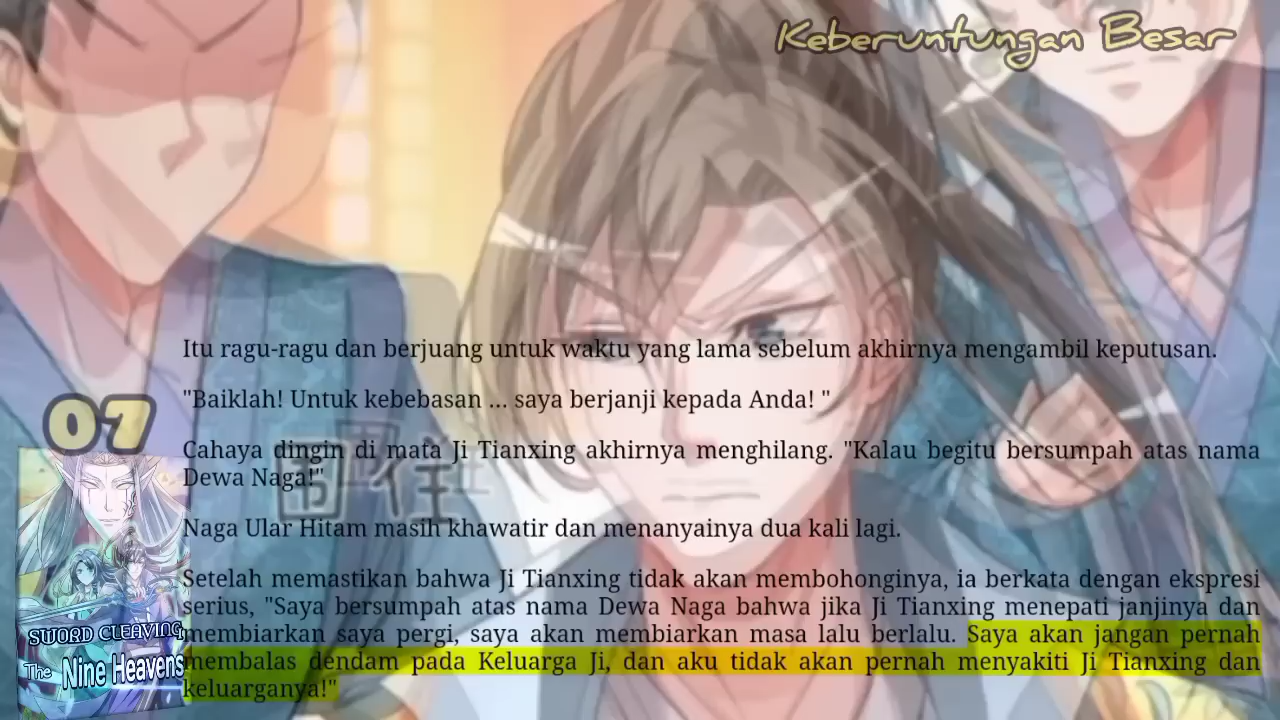 Keberuntungan Besar
Itu ragu-ragu dan berjuang untuk waktu yang lama sebelum akhirnya mengambil keputusan.
"Baiklah! Untuk kebebasan ... saya berjanji kepada Anda! "
Cahaya dingin di mata Ji Tianxing akhirnya menghilang. "Kalau begitu bersumpah atas nama
Dewa Naga!"
Naga Ular Hitam masih khawatir dan menanyainya dua kali lagi.
Setelah memastikan bahwa Ji Tianxing tidak akan membohonginya, ia berkata dengan ekspresi
serius, "Saya bersumpah atas nama Dewa Naga bahwa jika Ji Tianxing menepati janjinya dan
membiarkan saya pergi, saya akan membiarkan masa lalu berlalu. Saya akan jangan pernah
membalas dendam pada Keluarga Ji, dan aku tidak akan pernah menyakiti Ji Tianxing dan
keluarganya!"
07
SWORD CLEAVING
The Nine Heavens